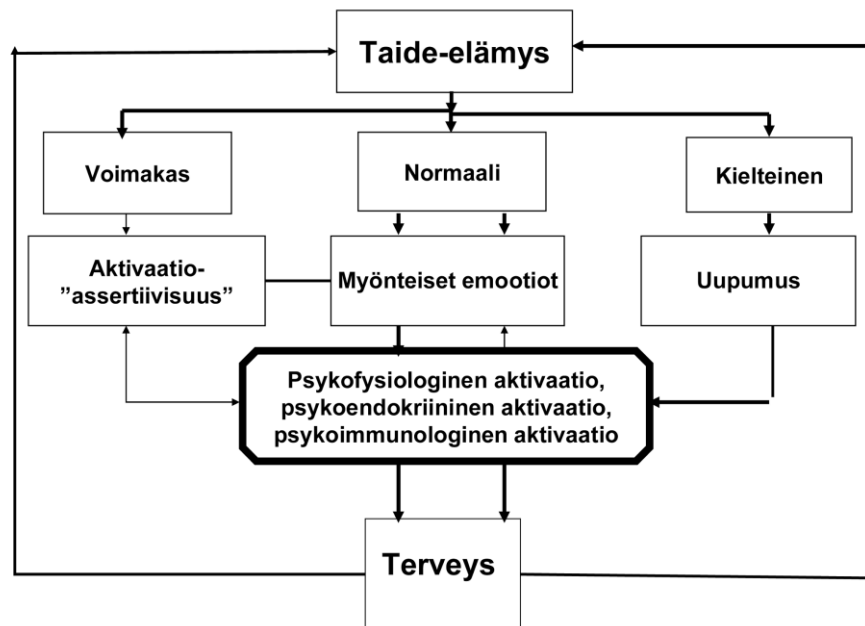 Taide-elämys
Voimakas
Normaali
Kielteinen
Aktivaatio-
”assertiivisuus”
Myönteiset emootiot
Uupumus
Psykofysiologinen aktivaatio,
psykoendokriininen aktivaatio,
psykoimmunologinen aktivaatio
Terveys